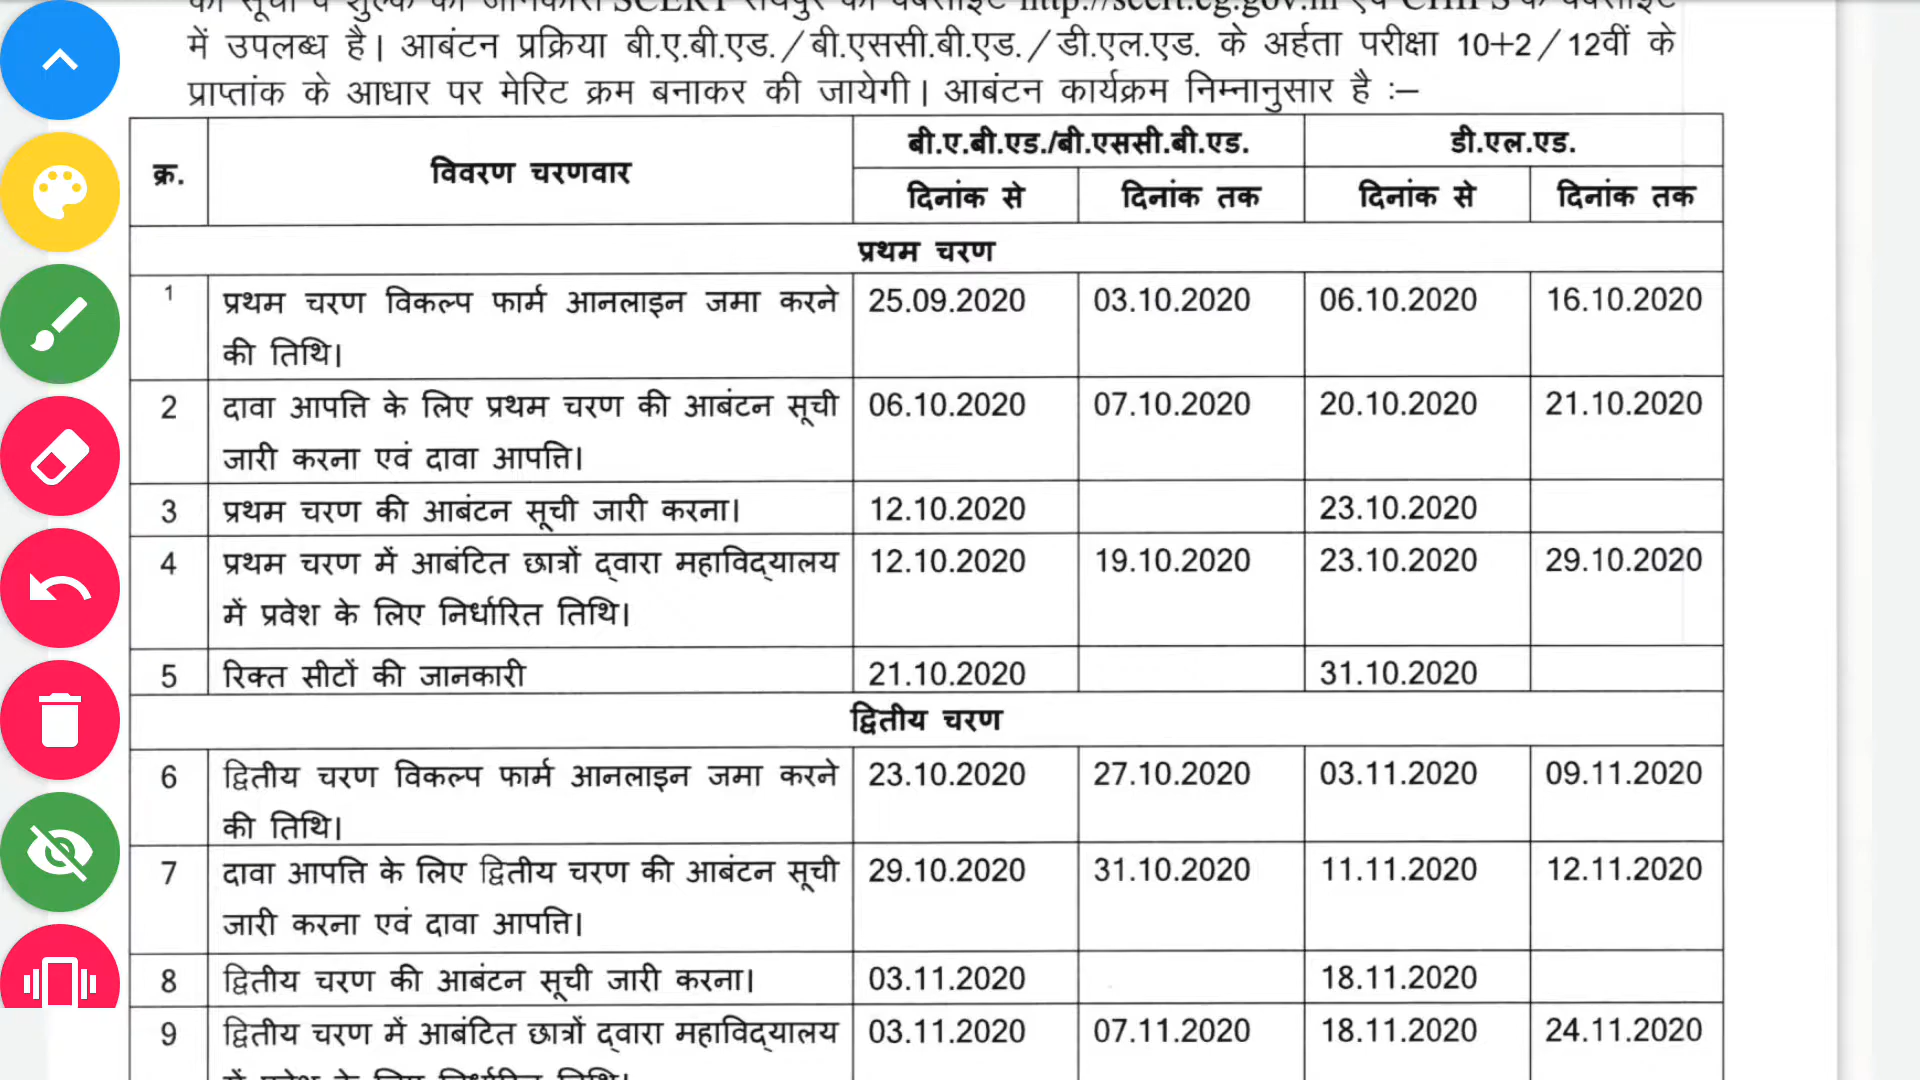 में उपलब्ध है। आबंटन प्रक्रिया बी.ए.बी.एड./बी.एससी.बी.एड./डी.एल.एड. के अर्हता परीक्षा 10+2/12वीं के
प्राप्तांक के आधार पर मेरिट क्रम बनाकर की जायेगी। आबंटन कार्यक्रम निम्नानुसार है :–
क्र. विवरण चरणवार बी.ए.बी.एड./बी.एससी.बी.एड. डी.एल.एड.
दिनांक से दिनांक तक दिनांक से दिनांक तक
प्रथम चरण
1 प्रथम चरण विकल्प फार्म आनलाइन जमा करने 25.09.2020 03.10.2020 06.10.2020 16.10.2020
की तिथि।
2 दावा आपत्ति के लिए प्रथम चरण की आबंटन सूची 06.10.2020 07.10.2020 20.10.2020 21.10.2020
जारी करना एवं दावा आपत्ति।
3 प्रथम चरण की आबंटन सूची जारी करना। 12.10.2020 23.10.2020
4 प्रथम चरण में आबंटित छात्रों द्वारा महाविद्यालय 12.10.2020 19.10.2020 23.10.2020 29.10.2020
में प्रवेश के लिए निर्धारित तिथि।
5 रिक्त सीटों की जानकारी 21.10.2020 31.10.2020
द्वितीय चरण
6 द्वितीय चरण विकल्प फार्म आनलाइन जमा करने 23.10.2020 27.10.2020 03.11.2020 09.11.2020
की तिथि।
7 दावा आपत्ति के लिए द्वितीय चरण की आबंटन सूची 29.10.2020 31.10.2020 11.11.2020 12.11.2020
जारी करना एवं दावा आपत्ति।
8 द्वितीय चरण की आबंटन सूची जारी करना। 03.11.2020 18.11.2020
9 द्वितीय चरण में आबंटित छात्रों द्वारा महाविद्यालय 03.11.2020 07.11.2020 18.11.2020 24.11.2020